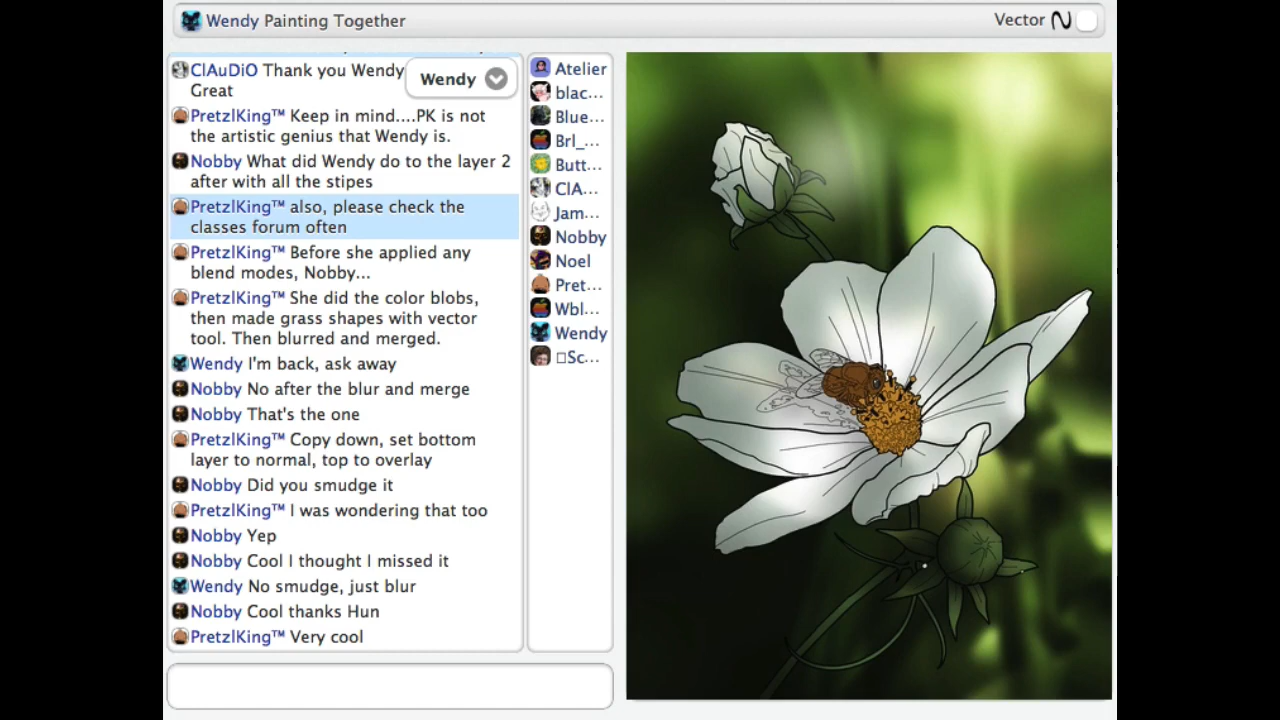 Wendy Painting Together
Vector
ClAuDiO Thank you Wendy
Great
Wendy
PretzlKing™ Keep in mind....PK is not
the artistic genius that Wendy is.
Nobby What did Wendy do to the layer 2
after with all the stipes
PretzlKing™ also, please check the
classes forum often
PretzlKing™ Before she applied any
blend modes, Nobby...
PretzlKing™ She did the color blobs,
then made grass shapes with vector
tool. Then blurred and merged.
Wendy I'm back, ask away
Nobby No after the blur and merge
Nobby That's the one
PretzlKing™ Copy down, set bottom
layer to normal, top to overlay
Nobby Did you smudge it
PretzlKing™ I was wondering that too
Nobby Yep
Nobby Cool I thought I missed it
Wendy No smudge, just blur
Nobby Cool thanks Hun
PretzlKing™ Very cool
Atelier
blac...
Blue...
Brl_...
Butt...
ClA...
Jam...
Nobby
Noel
Pret...
Wbl...
Wendy
▯Sc...